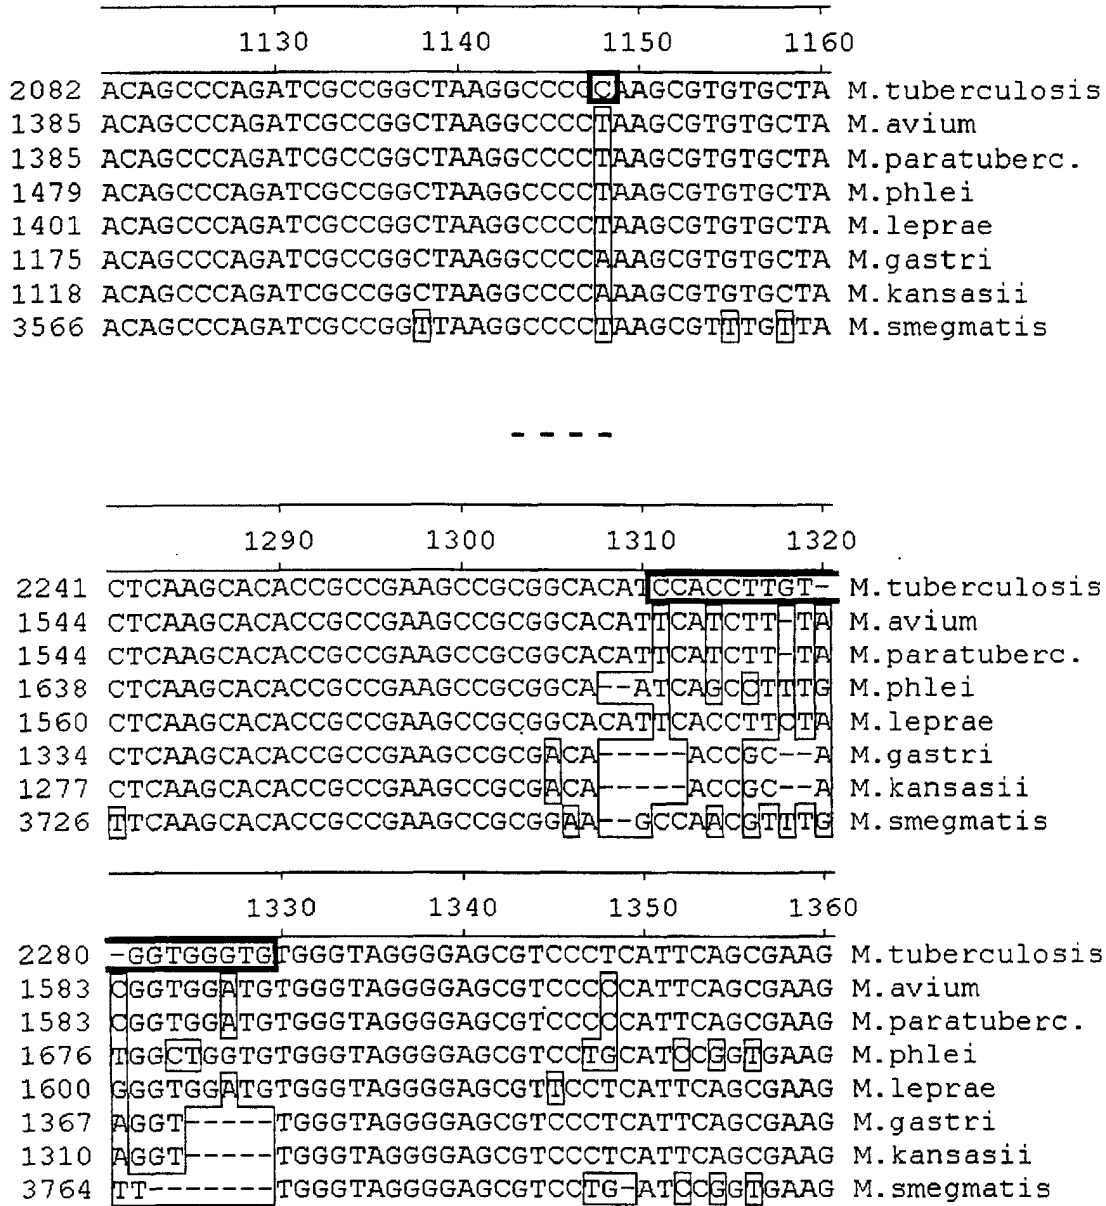 1130 1140 1150 1160
2082 ACAGCCCAGATCGCCGGCTAAGGCCCCCAAGCGTGTGCTA M.tuberculosis
1385 ACAGCCCAGATCGCCGGCTAAGGCCCCTAAGCGTGTGCTA M.avium
1385 ACAGCCCAGATCGCCGGCTAAGGCCCCTAAGCGTGTGCTA M.paratuberc.
1479 ACAGCCCAGATCGCCGGCTAAGGCCCCTAAGCGTGTGCTA M.phlei
1401 ACAGCCCAGATCGCCGGCTAAGGCCCCTAAGCGTGTGCTA M.leprae
1175 ACAGCCCAGATCGCCGGCTAAGGCCCCAAAGCGTGTGCTA M.gastri
1118 ACAGCCCAGATCGCCGGCTAAGGCCCCAAAGCGTGTGCTA M.kansasii
3566 ACAGCCCAGATCGCCGGTTAAGGCCCCTAAGCGTTTGTTA M.smegmatis
- - - -
1290 1300 1310 1320
2241 CTCAAGCACACCGCCGAAGCCGCGGCACATCCACCTTGT- M.tuberculosis
1544 CTCAAGCACACCGCCGAAGCCGCGGCACATTCATCTT-TA M.avium
1544 CTCAAGCACACCGCCGAAGCCGCGGCACATTCATCTT-TA M.paratuberc.
1638 CTCAAGCACACCGCCGAAGCCGCGGCA--ATCAGCCTTTG M.phlei
1560 CTCAAGCACACCGCCGAAGCCGCGGCACATTCACCTTCTA M.leprae
1334 CTCAAGCACACCGCCGAAGCCGCGACA-----ACCGC--A M.gastri
1277 CTCAAGCACACCGCCGAAGCCGCGACA-----ACCGC--A M.kansasii
3726 TTCAAGCACACCGCCGAAGCCGCGGAA--GCCAACGTTTG M.smegmatis
1330 1340 1350 1360
2280 -GGTGGGTGTGGGTAGGGGAGCGTCCCTCATTCAGCGAAG M.tuberculosis
1583 CGGTGGATGTGGGTAGGGGAGCGTCCCCCATTCAGCGAAG M.avium
1583 CGGTGGATGTGGGTAGGGGAGCGTCCCCCATTCAGCGAAG M.paratuberc.
1676 TGGCTGGTGTGGGTAGGGGAGCGTCCTGCATCCGGTGAAG M.phlei
1600 GGGTGGATGTGGGTAGGGGAGCGTTCCTCATTCAGCGAAG M.leprae
1367 AGGT-----TGGGTAGGGGAGCGTCCCTCATTCAGCGAAG M.gastri
1310 AGGT-----TGGGTAGGGGAGCGTCCCTCATTCAGCGAAG M.kansasii
3764 TT-------TGGGTAGGGGAGCGTCCTG-ATCCGGTGAAG M.smegmatis